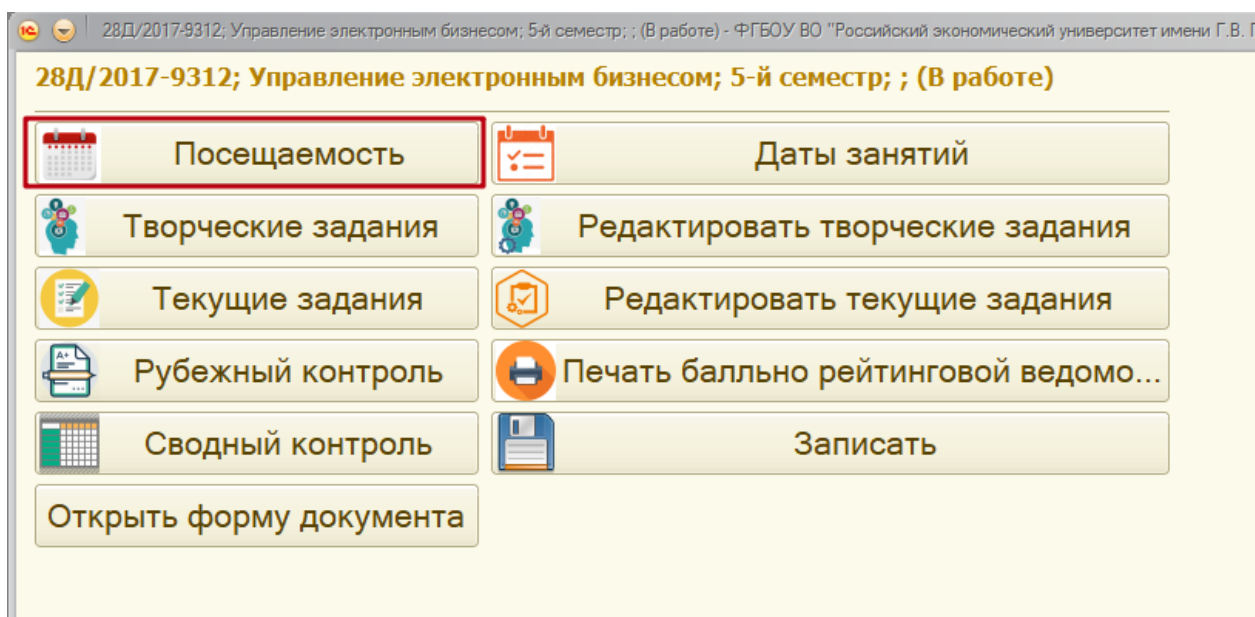 28Д/2017-9312; Управление электронным бизнесом; 5-й семестр; ; (В работе) - ФГБОУ ВО "Российский экономический университет имени Г.В.
28Д/2017-9312; Управление электронным бизнесом; 5-й семестр; ; (В работе)
Посещаемость
Даты занятий
Творческие задания
Редактировать творческие задания
Текущие задания
Редактировать текущие задания
Рубежный контроль
Печать балльно рейтинговой ведомо...
Сводный контроль
Записать
Открыть форму документа